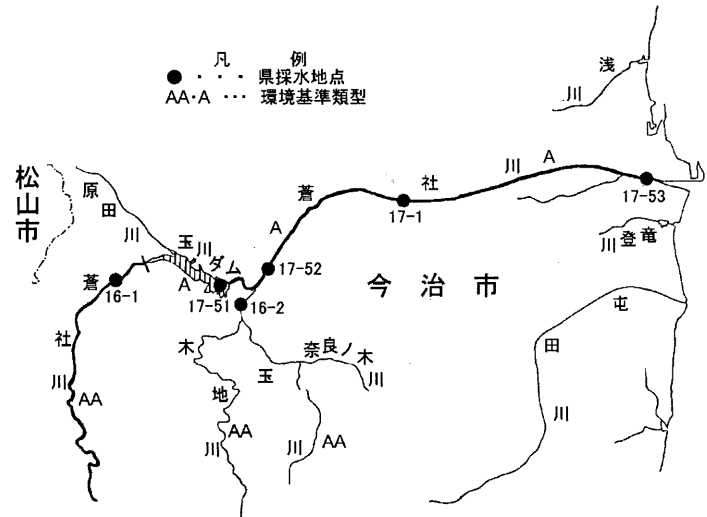 凡 例
● ・・・ 県採水地点
AA・A ・・・ 環境基準類型
浅川
松山市
原田川
玉川ダム
A
蒼社川
A
A
17-1
17-53
17-52
17-51
16-1
16-2
今治市
竜登川
屯田川
蒼社川
AA
木地川
AA
奈良ノ木川
玉川
AA